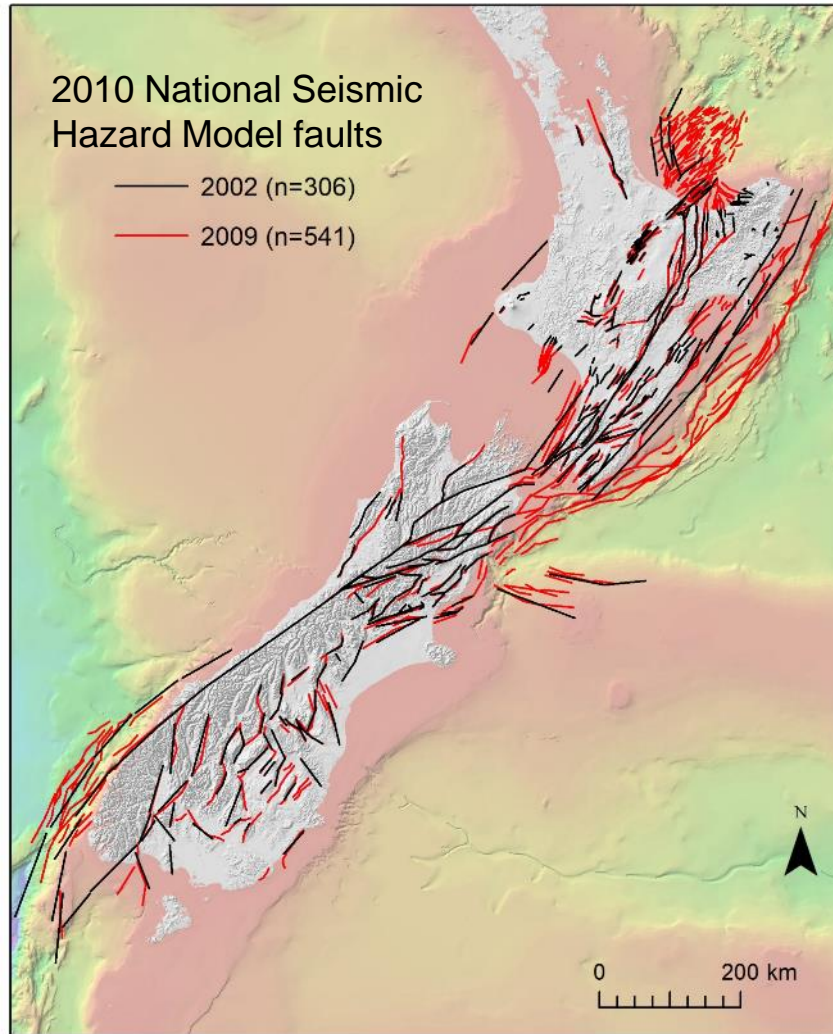 2010 National Seismic
Hazard Model faults
2002 (n=306)
2009 (n=541)
N
0 200 km